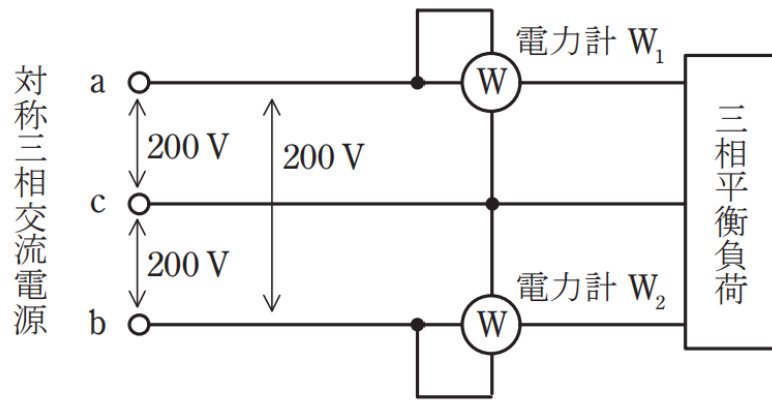 対称三相交流電源
a
c
b
200 V
200 V
200 V
W
電力計 W₁
W
電力計 W₂
三相平衡負荷